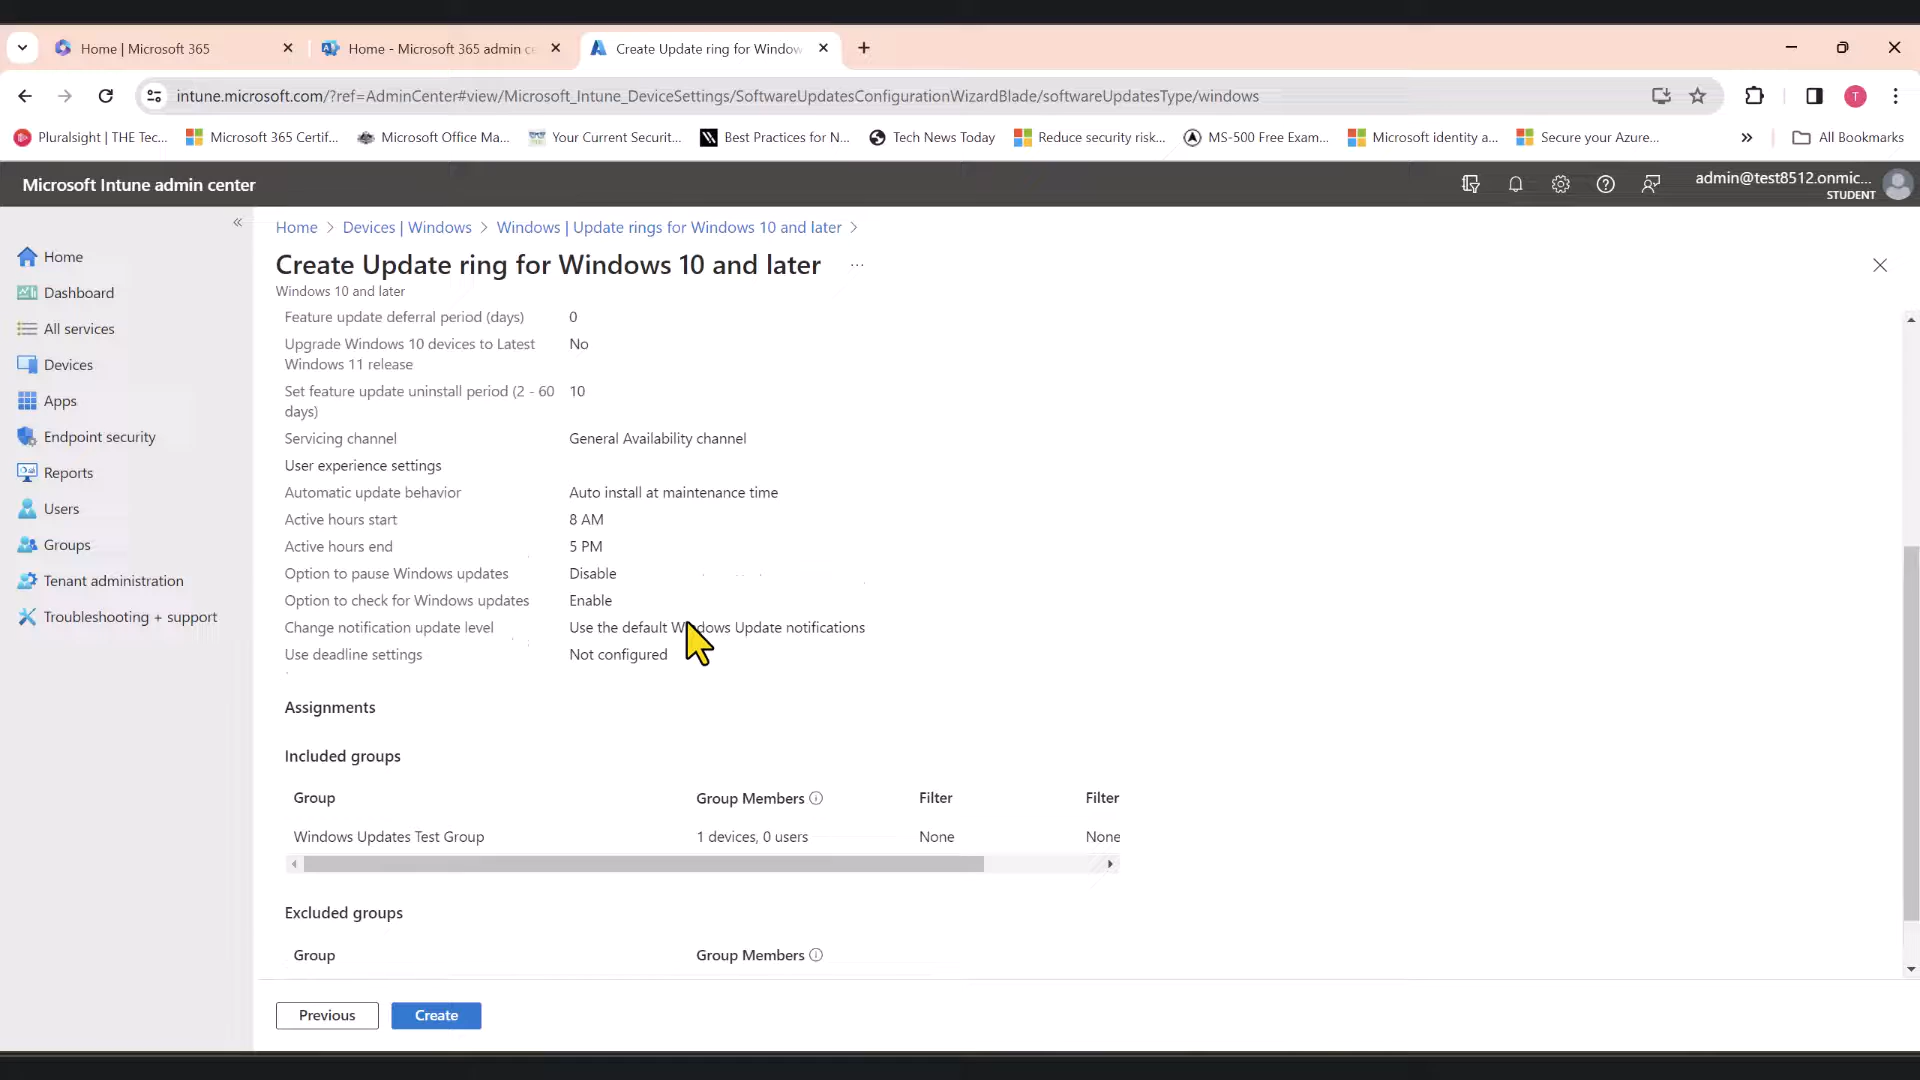 Home | Microsoft 365
Home - Microsoft 365 admin ce
Create Update ring for Window
intune.microsoft.com/?ref=AdminCenter#view/Microsoft_Intune_DeviceSettings/SoftwareUpdatesConfigurationWizardBlade/softwareUpdatesType/windows
T
Pluralsight | THE Tec...
Microsoft 365 Certif...
Microsoft Office Ma...
Your Current Securit...
Best Practices for N...
Tech News Today
Reduce security risk...
MS-500 Free Exam...
Microsoft identity a...
Secure your Azure...
»
All Bookmarks
Microsoft Intune admin center
admin@test8512.onmic...
STUDENT
«
Home
Dashboard
All services
Devices
Apps
Endpoint security
Reports
Users
Groups
Tenant administration
Troubleshooting + support
Home > Devices | Windows > Windows | Update rings for Windows 10 and later >
Create Update ring for Windows 10 and later ...
Windows 10 and later
Feature update deferral period (days) 0
Upgrade Windows 10 devices to Latest No
Windows 11 release
Set feature update uninstall period (2 - 60 10
days)
Servicing channel General Availability channel
User experience settings
Automatic update behavior Auto install at maintenance time
Active hours start 8 AM
Active hours end 5 PM
Option to pause Windows updates Disable
Option to check for Windows updates Enable
Change notification update level Use the default Windows Update notifications
Use deadline settings Not configured
Assignments
Included groups
Group Group Members Filter Filter
Windows Updates Test Group 1 devices, 0 users None None
Excluded groups
Group Group Members
Previous
Create